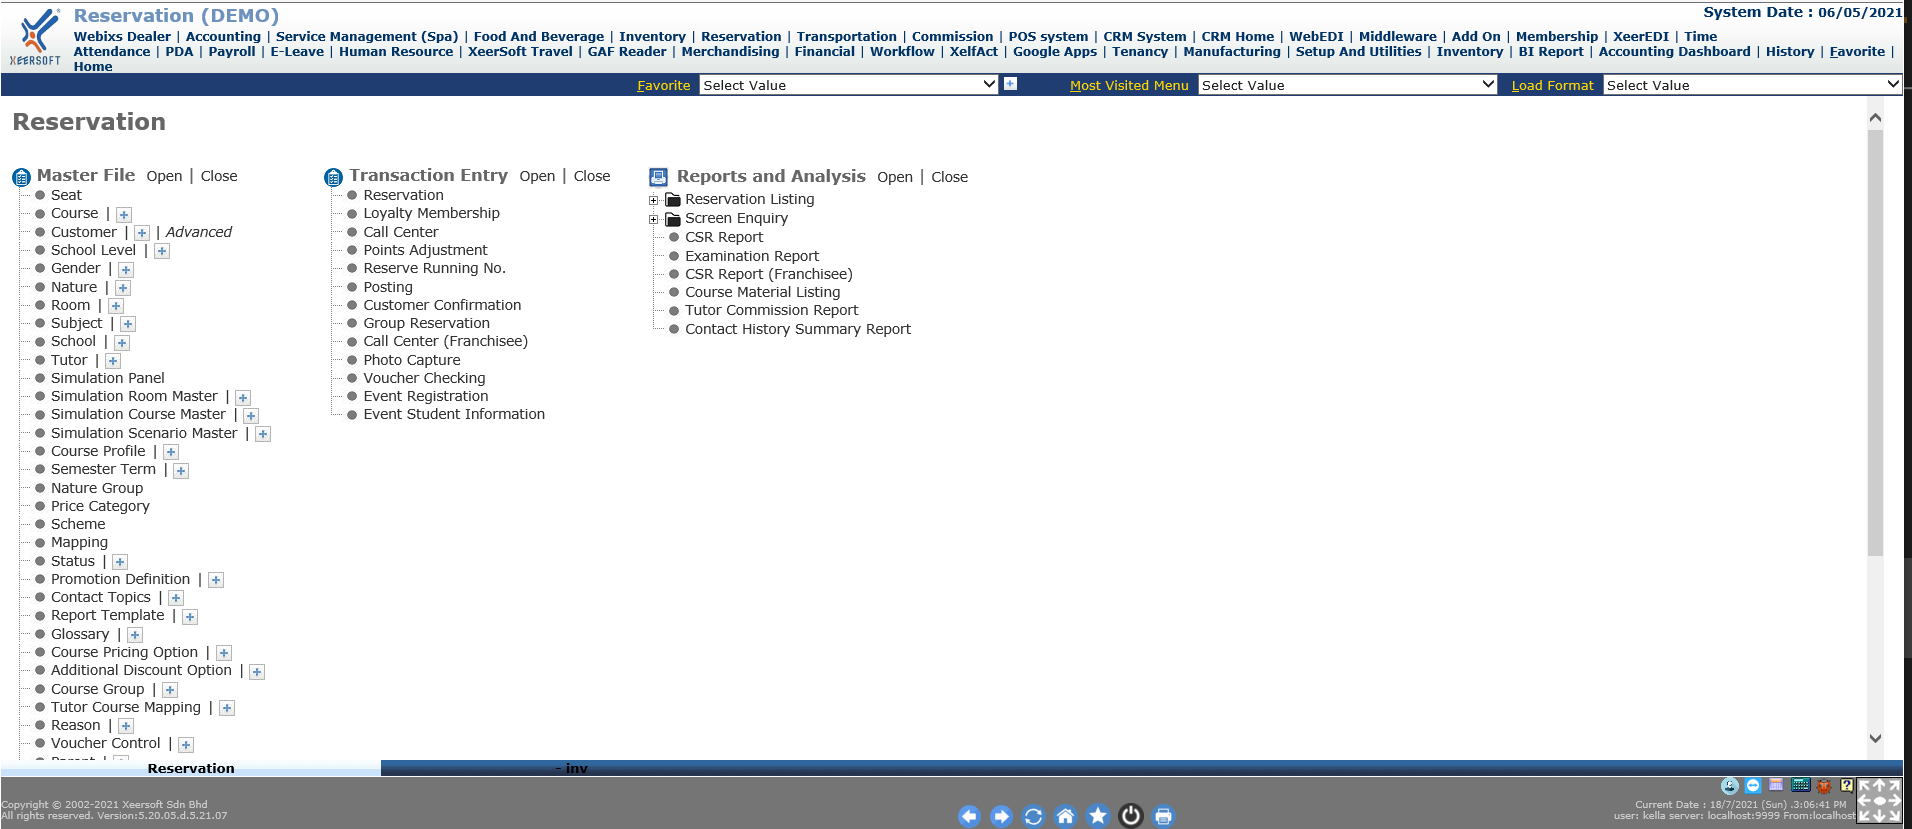 Reservation (DEMO)
System Date : 06/05/2021
Webixs Dealer | Accounting | Service Management (Spa) | Food And Beverage | Inventory | Reservation | Transportation | Commission | POS system | CRM System | CRM Home | WebEDI | Middleware | Add On | Membership | XeerEDI | Time
Attendance | PDA | Payroll | E-Leave | Human Resource | XeerSoft Travel | GAF Reader | Merchandising | Financial | Workflow | XelfAct | Google Apps | Tenancy | Manufacturing | Setup And Utilities | Inventory | BI Report | Accounting Dashboard | History | Favorite |
Home
XEERSOFT
Favorite Select Value Most Visited Menu Select Value Load Format Select Value
Reservation
Master File Open | Close
Seat
Course |
Customer | | Advanced
School Level |
Gender |
Nature |
Room |
Subject |
School |
Tutor |
Simulation Panel
Simulation Room Master |
Simulation Course Master |
Simulation Scenario Master |
Course Profile |
Semester Term |
Nature Group
Price Category
Scheme
Mapping
Status |
Promotion Definition |
Contact Topics |
Report Template |
Glossary |
Course Pricing Option |
Additional Discount Option |
Course Group |
Tutor Course Mapping |
Reason |
Voucher Control |
Transaction Entry Open | Close
Reservation
Loyalty Membership
Call Center
Points Adjustment
Reserve Running No.
Posting
Customer Confirmation
Group Reservation
Call Center (Franchisee)
Photo Capture
Voucher Checking
Event Registration
Event Student Information
Reports and Analysis Open | Close
Reservation Listing
Screen Enquiry
CSR Report
Examination Report
CSR Report (Franchisee)
Course Material Listing
Tutor Commission Report
Contact History Summary Report
Reservation
- inv
Copyright © 2002-2021 Xeersoft Sdn Bhd
All rights reserved. Version:5.20.05.d.5.21.07
Current Date : 18/7/2021 (Sun) .3:06:41 PM
user: kella server: localhost:9999 From:localhost